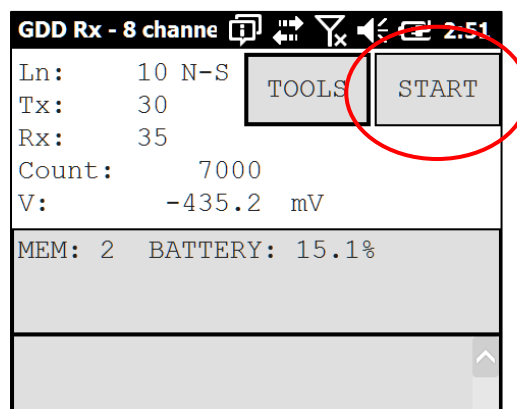 GDD Rx - 8 channe 2:51
Ln: 10 N-S
TOOLS START
Tx: 30
Rx: 35
Count: 7000
V: -435.2 mV
MEM: 2 BATTERY: 15.1%